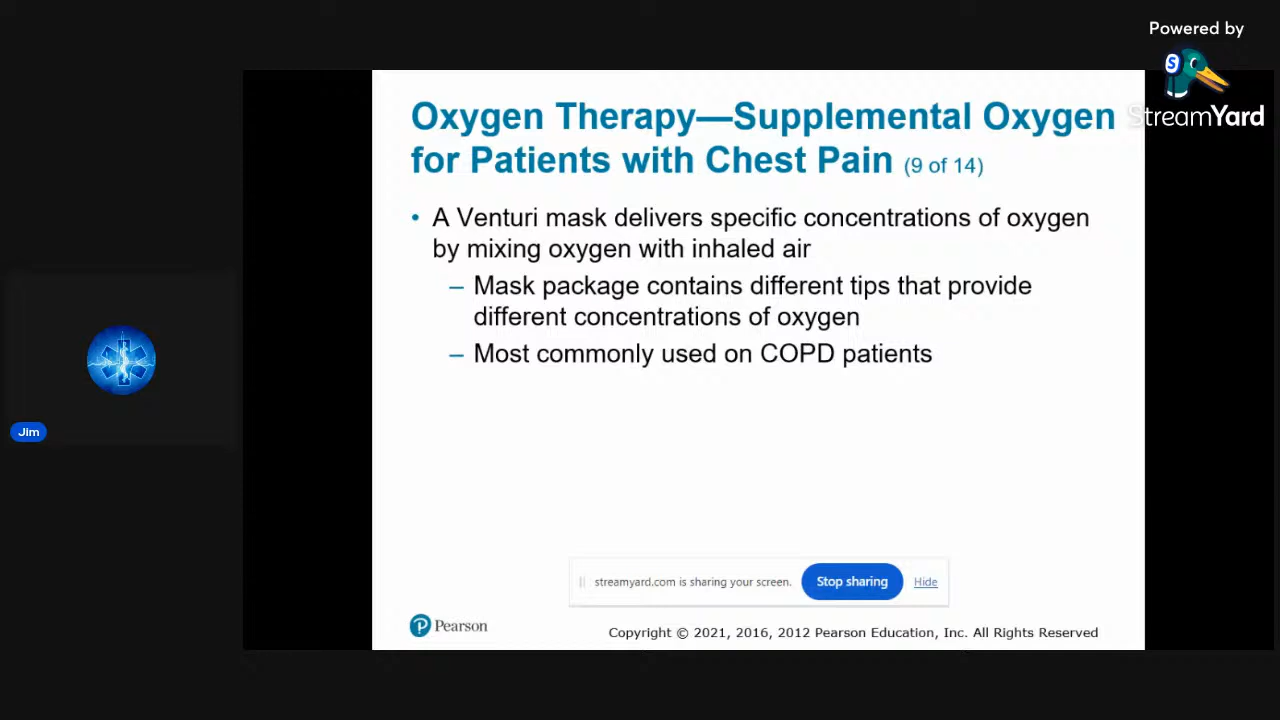 Powered by
StreamYard
Oxygen Therapy—Supplemental Oxygen
for Patients with Chest Pain (9 of 14)
• A Venturi mask delivers specific concentrations of oxygen
by mixing oxygen with inhaled air
– Mask package contains different tips that provide
different concentrations of oxygen
– Most commonly used on COPD patients
Jim
streamyard.com is sharing your screen. Stop sharing Hide
Pearson
Copyright © 2021, 2016, 2012 Pearson Education, Inc. All Rights Reserved